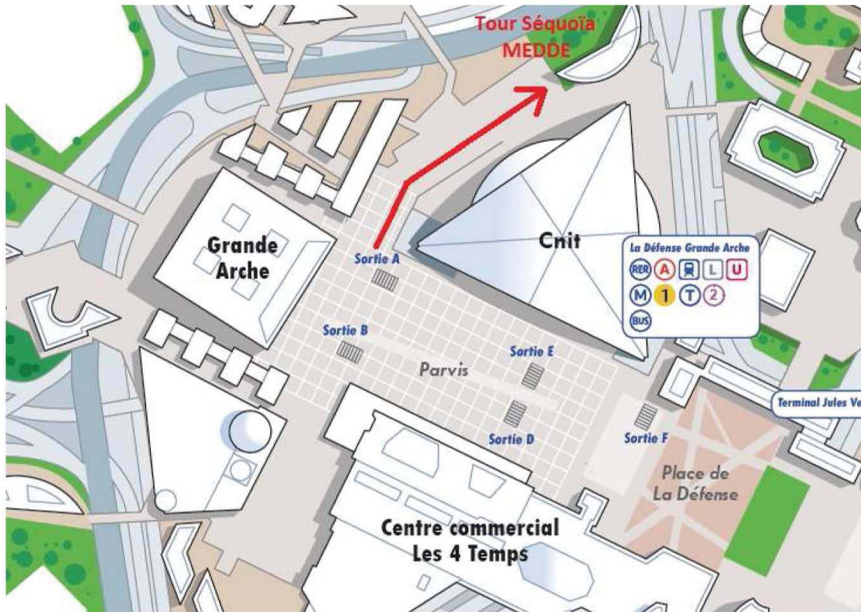 Tour Séquoïa
MEDDE
Grande
Arche
Cnit
La Défense Grande Arche
RER A L U
M 1 T 2
BUS
Sortie A
Sortie B
Parvis
Sortie E
Sortie D
Sortie F
Terminal Jules Ve
Place de
La Défense
Centre commercial
Les 4 Temps